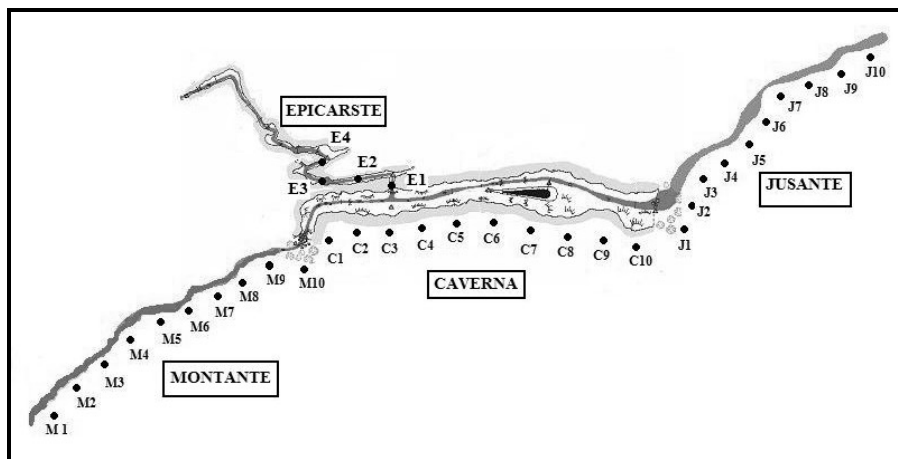 EPICARSTE
E4
E2
E3
E1
J10
J9
J8
J7
J6
J5
J4
J3
J2
J1
JUSANTE
C1
C2
C3
C4
C5
C6
C7
C8
C9
C10
CAVERNA
M10
M9
M8
M7
M6
M5
M4
M3
M2
M 1
MONTANTE